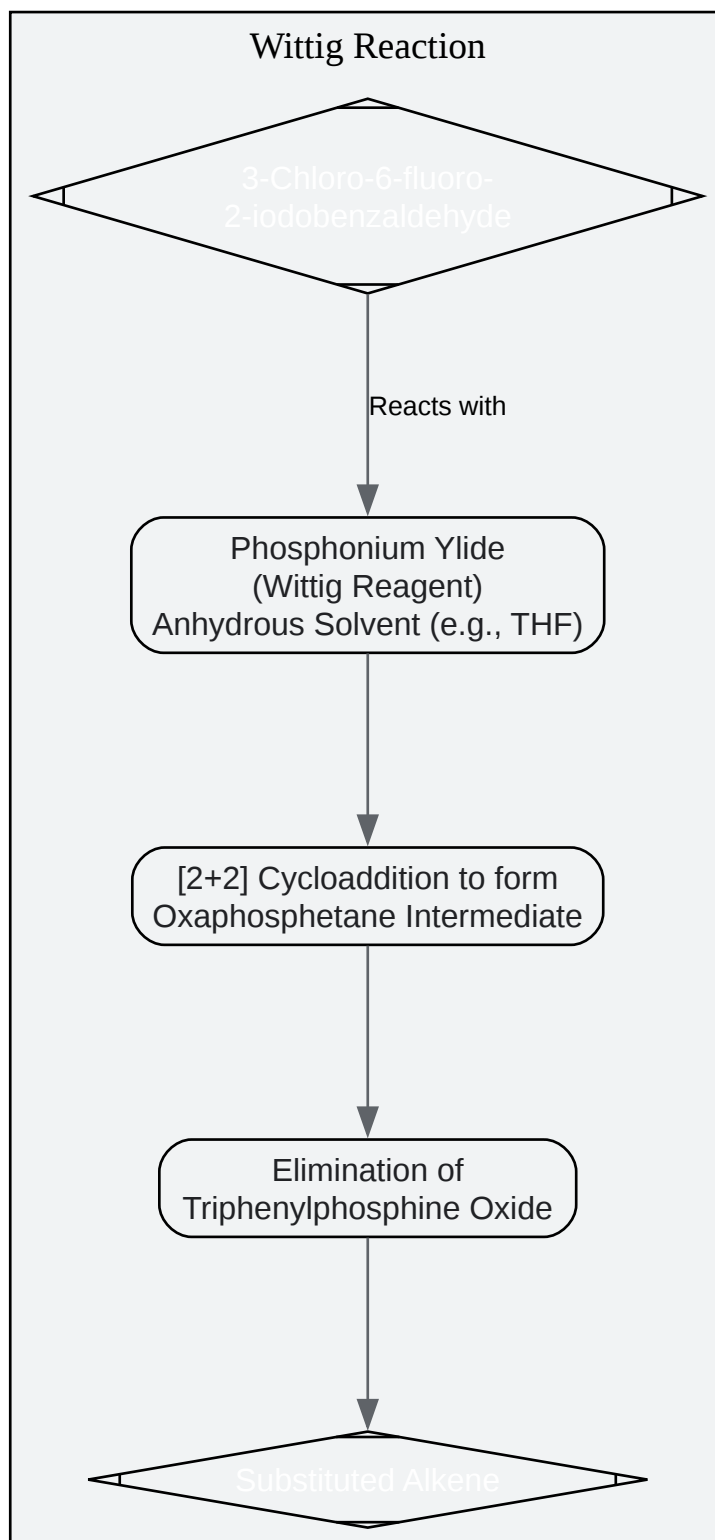 Wittig Reaction
3-Chloro-6-fluoro-
2-iodobenzaldehyde
Reacts with
Phosphonium Ylide
(Wittig Reagent)
Anhydrous Solvent (e.g., THF)
[2+2] Cycloaddition to form
Oxaphosphetane Intermediate
Elimination of
Triphenylphosphine Oxide
Substituted Alkene